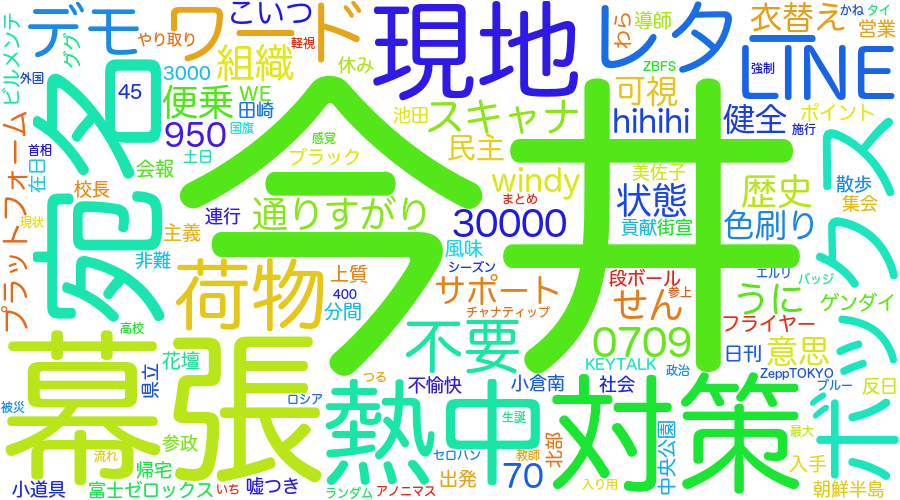 デモ
ワード
こいつ
現地
レタックスボックス
衣替え
かね
タイ
営業
導師
わら
やり取り
軽視
ググ
ビルメンテ
外国
3000
組織
休み
ZBFS
強制
LINE
45
便乗
WE
田崎
池田
スキャナ
可視
hihihi
健全
ポイント
施行
宛名
今井
950
国旗
感覚
土日
ブラック
民主
首相
会報
在日
校長
windy
美佐子
状態
歴史
散歩
集会
まとめ
連行
通りすがり
30000
貢献
街宣
色刷り
現状
主義
非難
風味
プラットフォーム
荷物
上質
シーズン
段ボール
エルリ
バッジ
400
サポート
参上
せん
うに
ゲンダイ
分間
チャナティップ
フライヤー
高校
不要
0709
日刊
意思
幕張
花壇
KEYTALK
政治
ZeppTOKYO
つる
不愉快
小倉南
社会
ブルー
反日
県立
ロシア
熱中
対策
被災
生誕
参政
北部
中央公園
最大
流れ
セロハン
教師
帰宅
出発
70
入り用
入手
小道具
富士ゼロックス
いち
嘘つき
ランダム
アノニマス
朝鮮半島